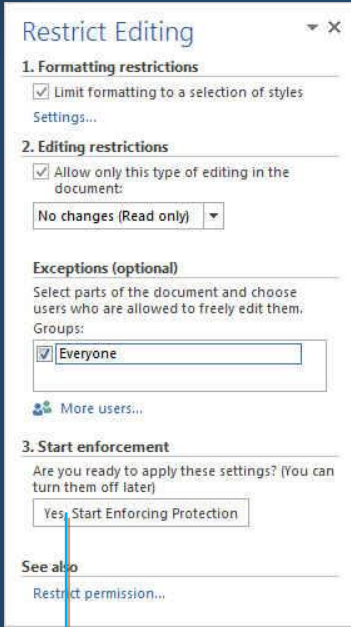 Restrict Editing
1. Formatting restrictions
Limit formatting to a selection of styles
Settings...
2. Editing restrictions
Allow only this type of editing in the
document:
No changes (Read only)
Exceptions (optional)
Select parts of the document and choose
users who are allowed to freely edit them.
Groups:
Everyone
More users...
3. Start enforcement
Are you ready to apply these settings? (You can
turn them off later)
Yes, Start Enforcing Protection
See also
Restrict permission...